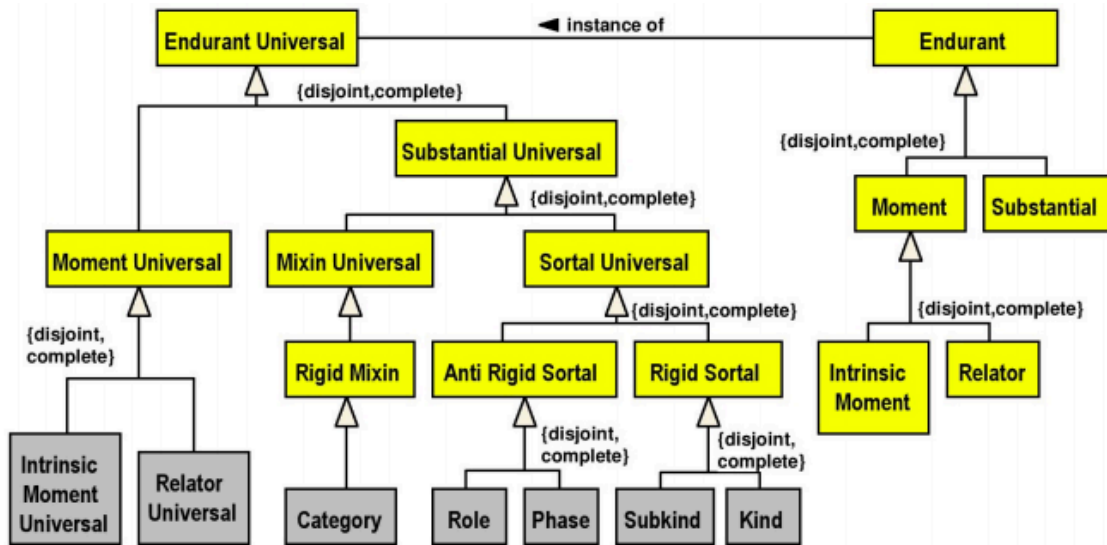 Endurant Universal
◄ instance of
Endurant
{disjoint,complete}
Substantial Universal
{disjoint,complete}
{disjoint,complete}
Moment
Substantial
Moment Universal
Mixin Universal
Sortal Universal
{disjoint,
complete}
{disjoint,complete}
{disjoint,complete}
Rigid Mixin
Anti Rigid Sortal
Rigid Sortal
Intrinsic
Moment
Relator
{disjoint,
complete}
{disjoint,
complete}
Intrinsic
Moment
Universal
Relator
Universal
Category
Role
Phase
Subkind
Kind